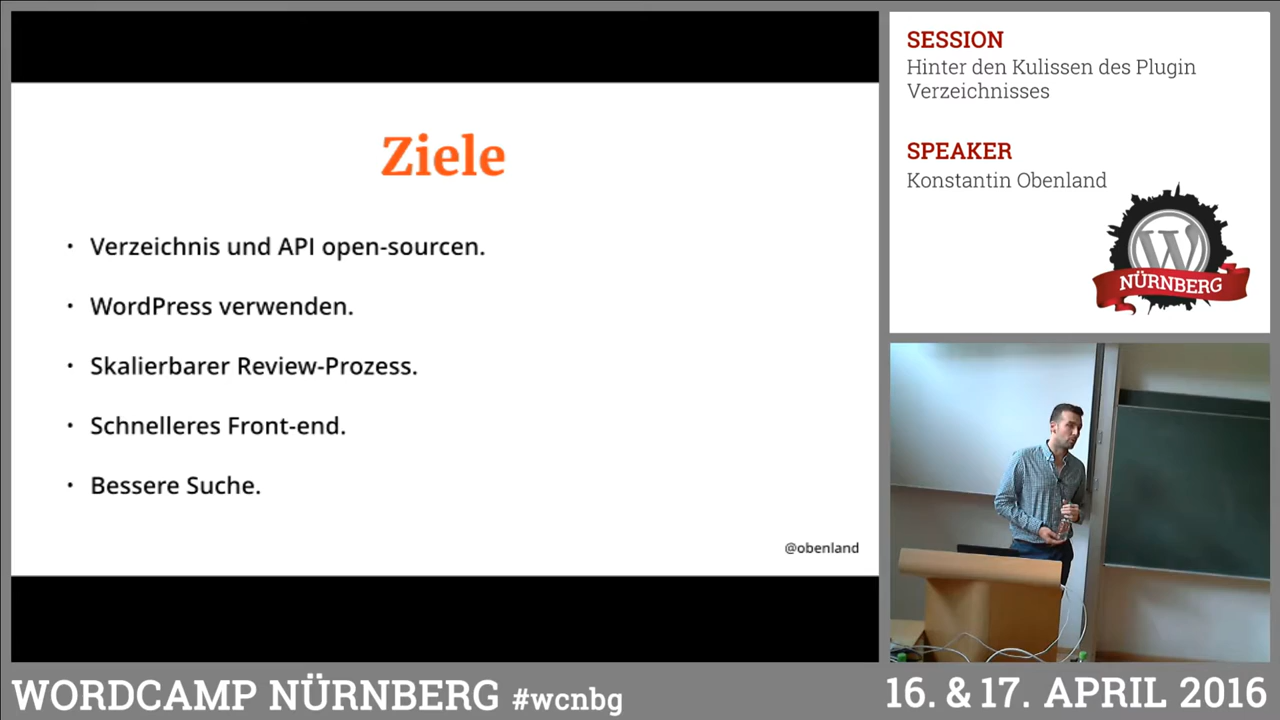 Ziele
• Verzeichnis und API open-sourcen.
• WordPress verwenden.
• Skalierbarer Review-Prozess.
• Schnelleres Front-end.
• Bessere Suche.
@obenland
SESSION
Hinter den Kulissen des Plugin
Verzeichnisses
SPEAKER
Konstantin Obenland
W
NÜRNBERG
WORDCAMP NÜRNBERG #wcnbg
16. & 17. APRIL 2016